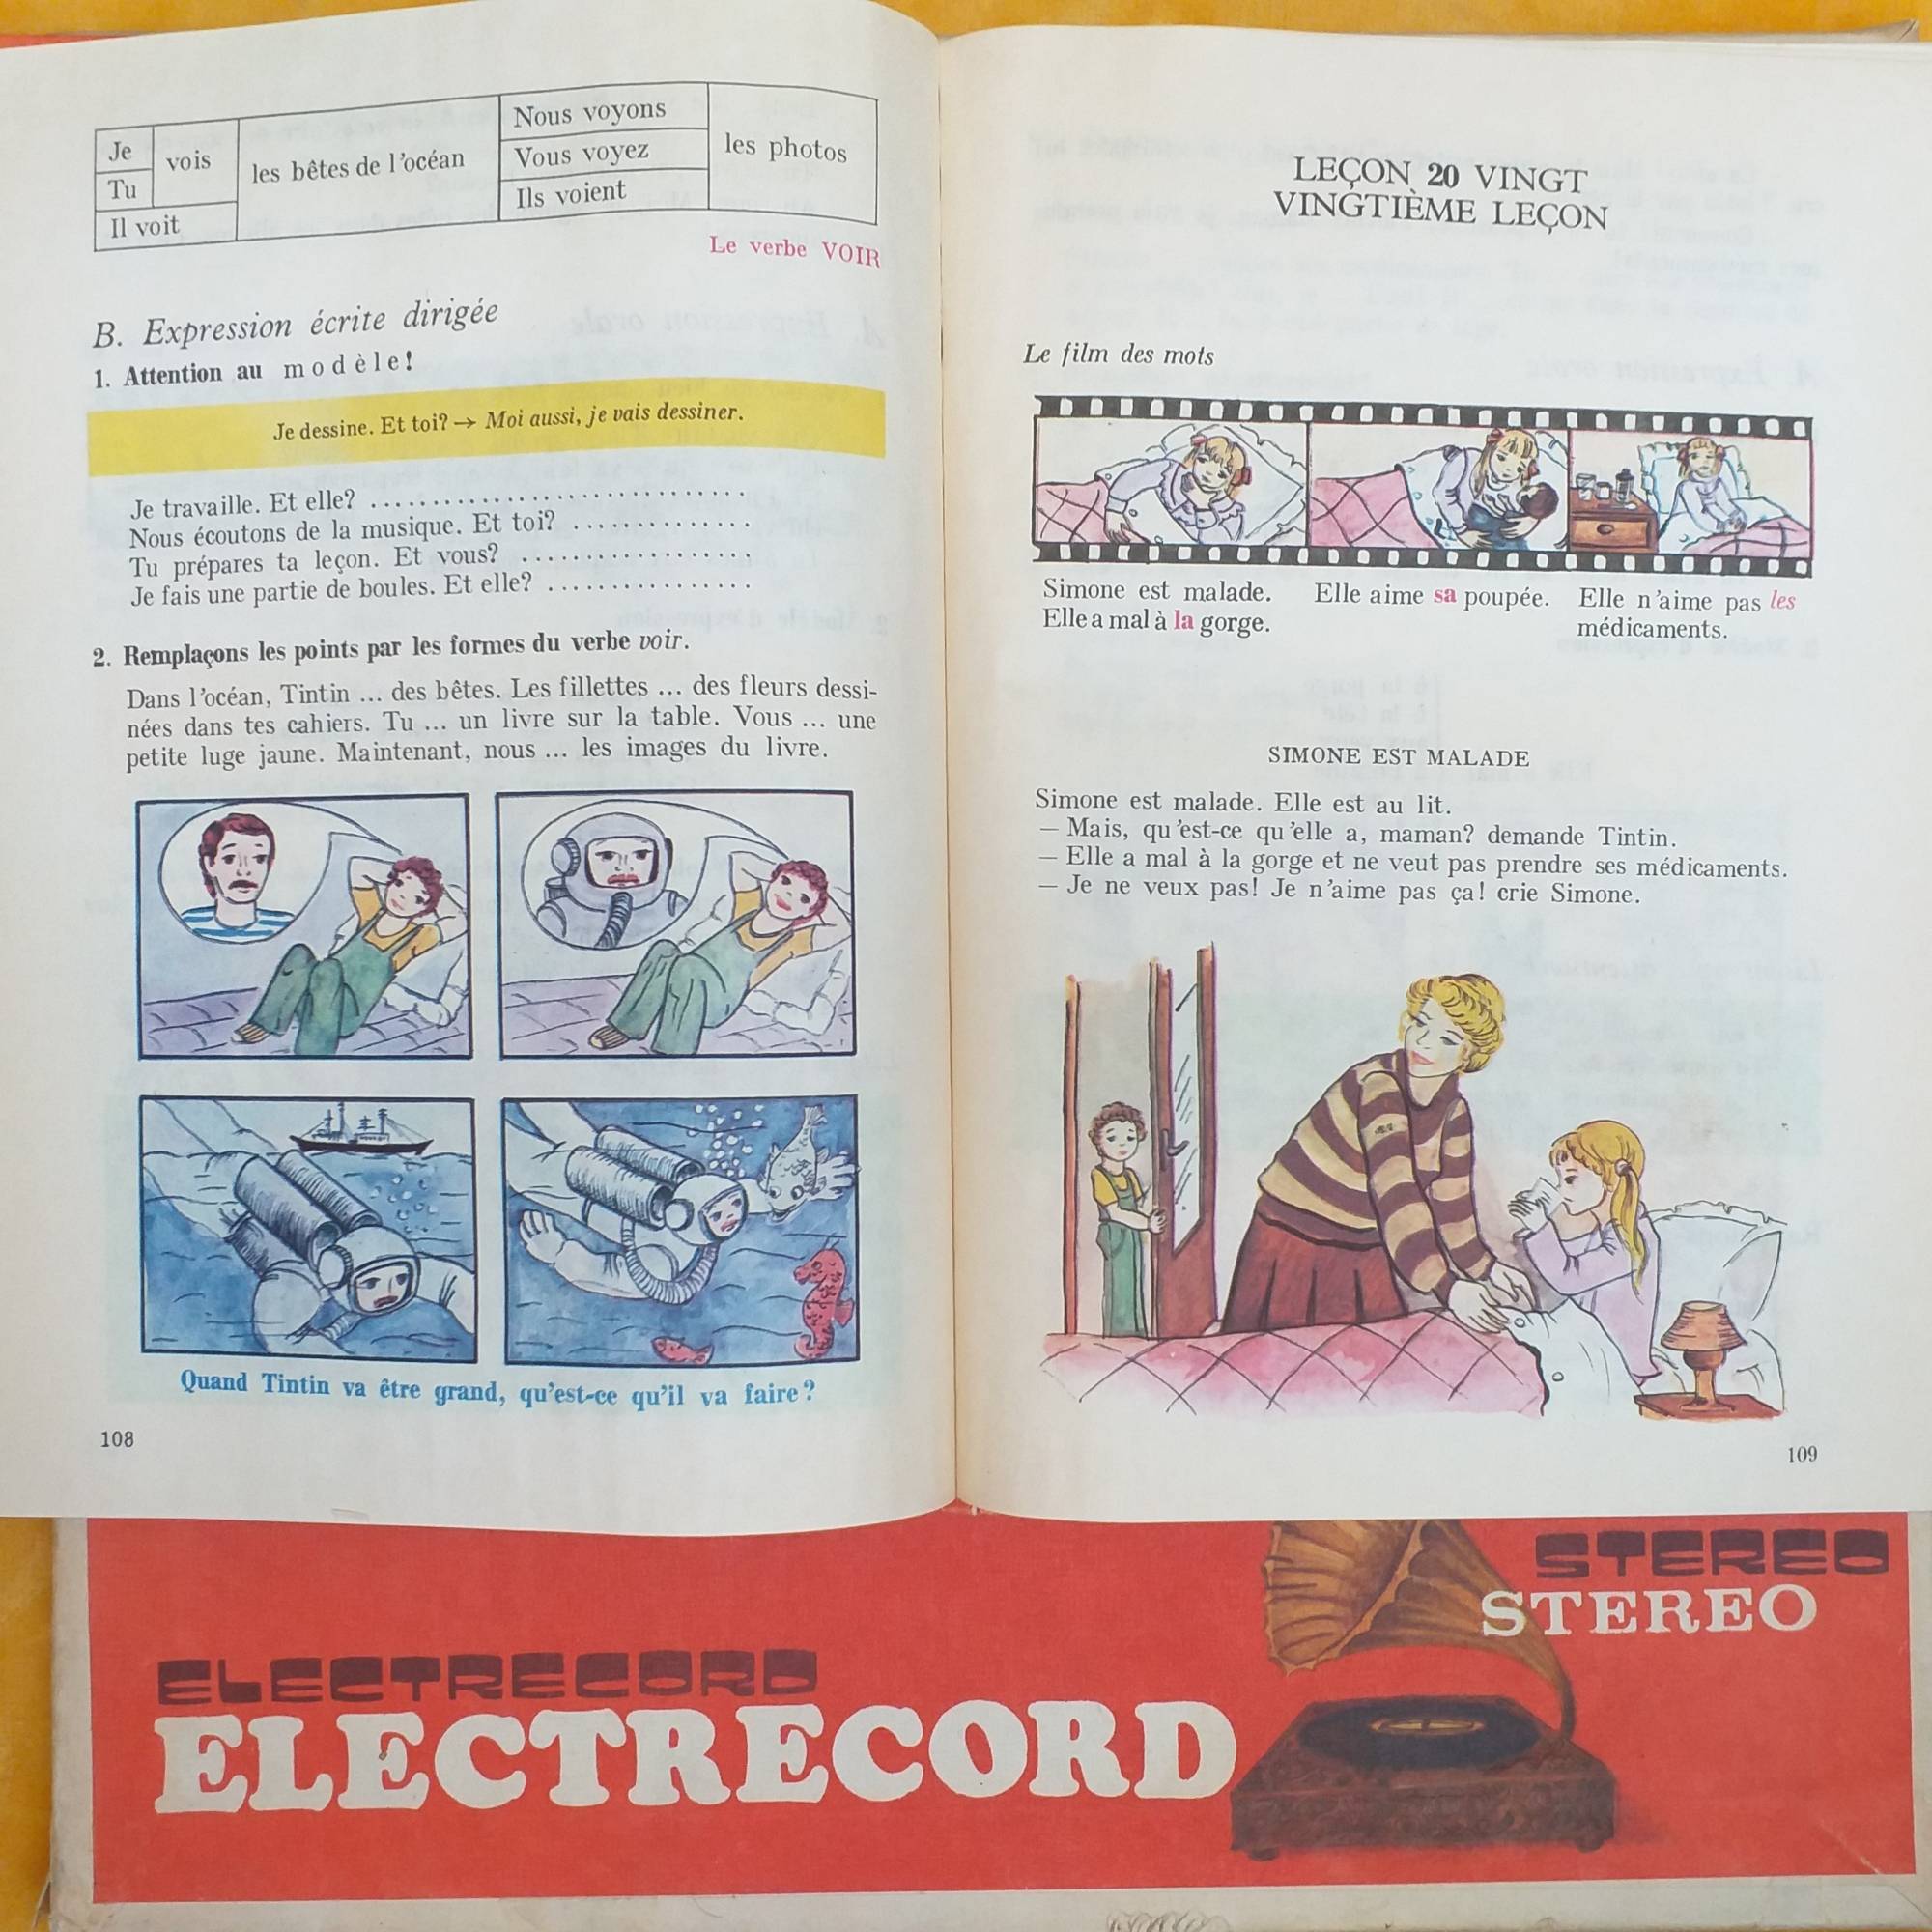 Je
Tu
vois
Il voit
les bêtes de l'océan
Nous voyons
Vous voyez
Ils voient
les photos
Le verbe VOIR
B. Expression écrite dirigée
1. Attention au modèle!
Je dessine. Et toi? → Moi aussi, je vais dessiner.
Je travaille. Et elle? ..............................
Nous écoutons de la musique. Et toi? ..............
Tu prépares ta leçon. Et vous? ..................
Je fais une partie de boules. Et elle? ................
2. Remplaçons les points par les formes du verbe voir.
Dans l'océan, Tintin ... des bêtes. Les fillettes ... des fleurs dessi-
nées dans tes cahiers. Tu ... un livre sur la table. Vous ... une
petite luge jaune. Maintenant, nous ... les images du livre.
Quand Tintin va être grand, qu'est-ce qu'il va faire?
108
LEÇON 20 VINGT
VINGTIÈME LEÇON
Le film des mots
Simone est malade.
Elle a mal à la gorge.
Elle aime sa poupée.
Elle n'aime pas les
médicaments.
SIMONE EST MALADE
Simone est malade. Elle est au lit.
— Mais, qu'est-ce qu'elle a, maman? demande Tintin.
— Elle a mal à la gorge et ne veut pas prendre ses médicaments.
— Je ne veux pas! Je n'aime pas ça! crie Simone.
109
STEREO
STEREO
ELECTRECORD
ELECTRECORD